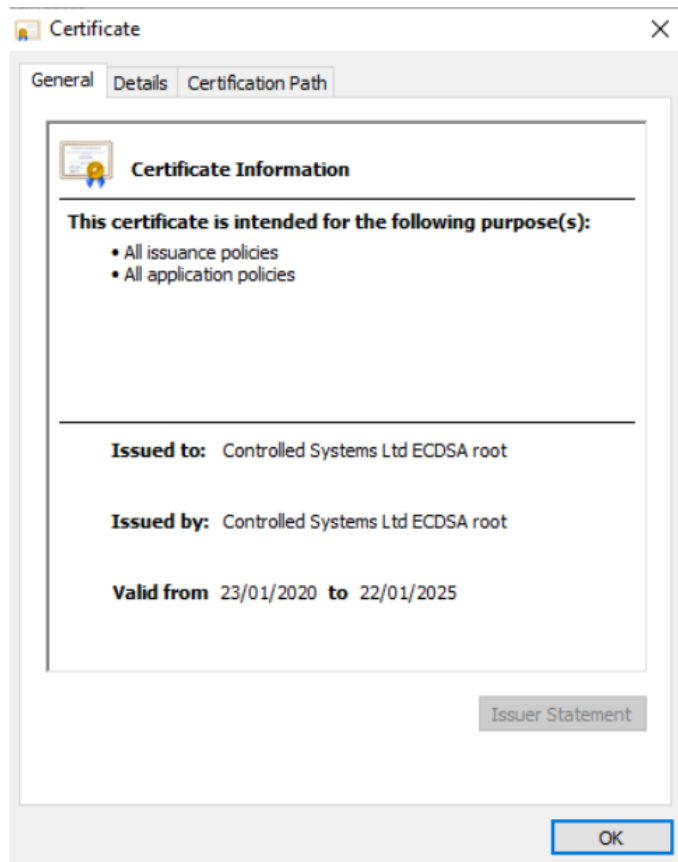 Certificate
General Details Certification Path
Certificate Information
This certificate is intended for the following purpose(s):
• All issuance policies
• All application policies
Issued to: Controlled Systems Ltd ECDSA root
Issued by: Controlled Systems Ltd ECDSA root
Valid from 23/01/2020 to 22/01/2025
Issuer Statement
OK